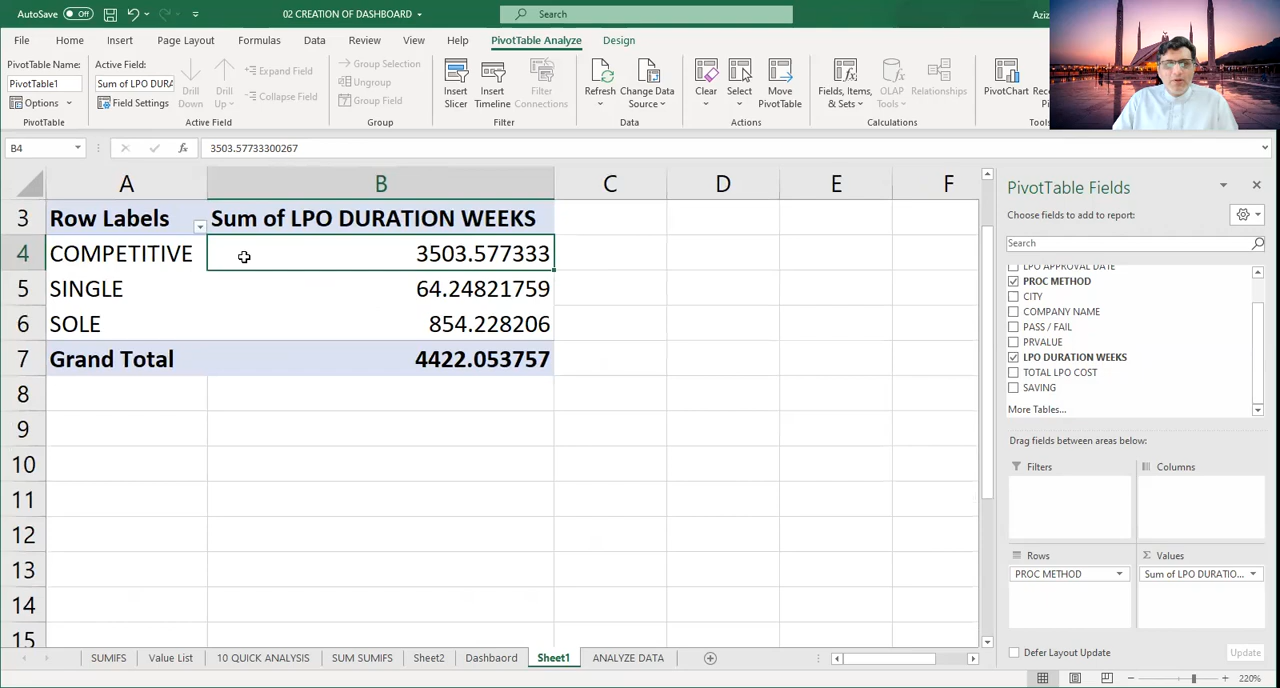 AutoSave Off 02 CREATION OF DASHBOARD Search Aziz
File Home Insert Page Layout Formulas Data Review View Help PivotTable Analyze Design
PivotTable Name: Active Field:
PivotTable1 Sum of LPO DURA
Options Field Settings
Drill Down Drill Up
Expand Field
Collapse Field
Group Selection
Ungroup
Group Field
Insert Slicer Insert Timeline Filter Connections
Refresh Change Data Source
Clear Select Move PivotTable
Fields, Items, & Sets OLAP Tools Relationships
PivotChart
PivotTable Active Field Group Filter Data Actions Calculations Tools
B4 fx 3503.57733300267
A B C D E F
3 Row Labels Sum of LPO DURATION WEEKS
4 COMPETITIVE 3503.577333
5 SINGLE 64.24821759
6 SOLE 854.228206
7 Grand Total 4422.053757
8
9
10
11
12
13
14
15
PivotTable Fields
Choose fields to add to report:
Search
LPO APPROVAL DATE
PROC METHOD
CITY
COMPANY NAME
PASS / FAIL
PRVALUE
LPO DURATION WEEKS
TOTAL LPO COST
SAVING
More Tables...
Drag fields between areas below:
Filters Columns
Rows Σ Values
PROC METHOD Sum of LPO DURATIO...
Defer Layout Update Update
SUMIFS Value List 10 QUICK ANALYSIS SUM SUMIFS Sheet2 Dashbaord Sheet1 ANALYZE DATA
220%